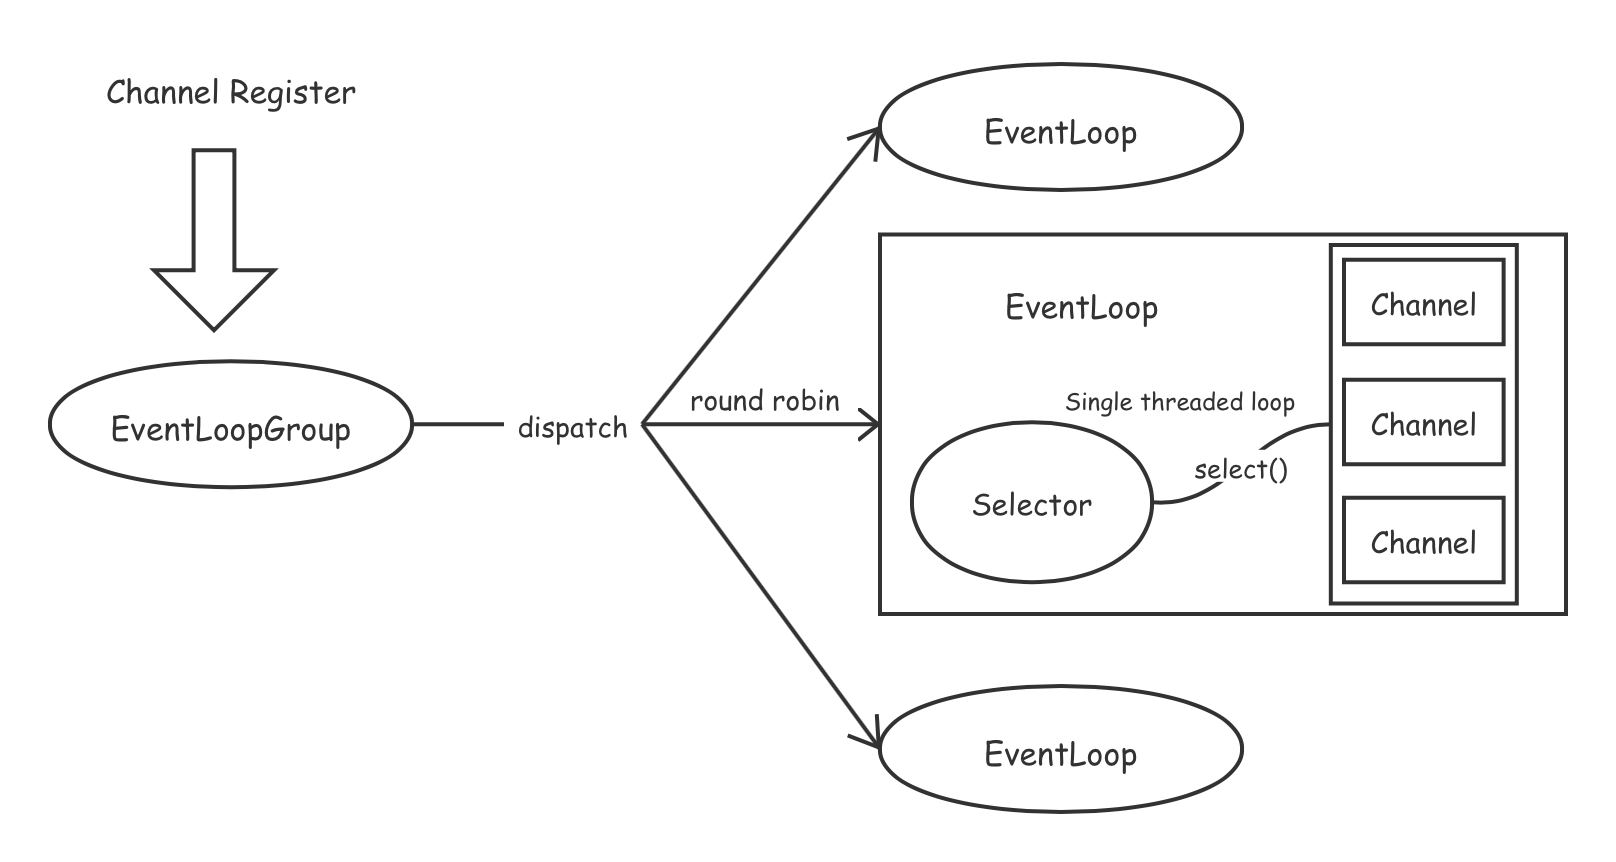 Channel Register
EventLoopGroup
dispatch
round robin
EventLoop
EventLoop
Single threaded loop
select()
Selector
Channel
Channel
Channel
EventLoop